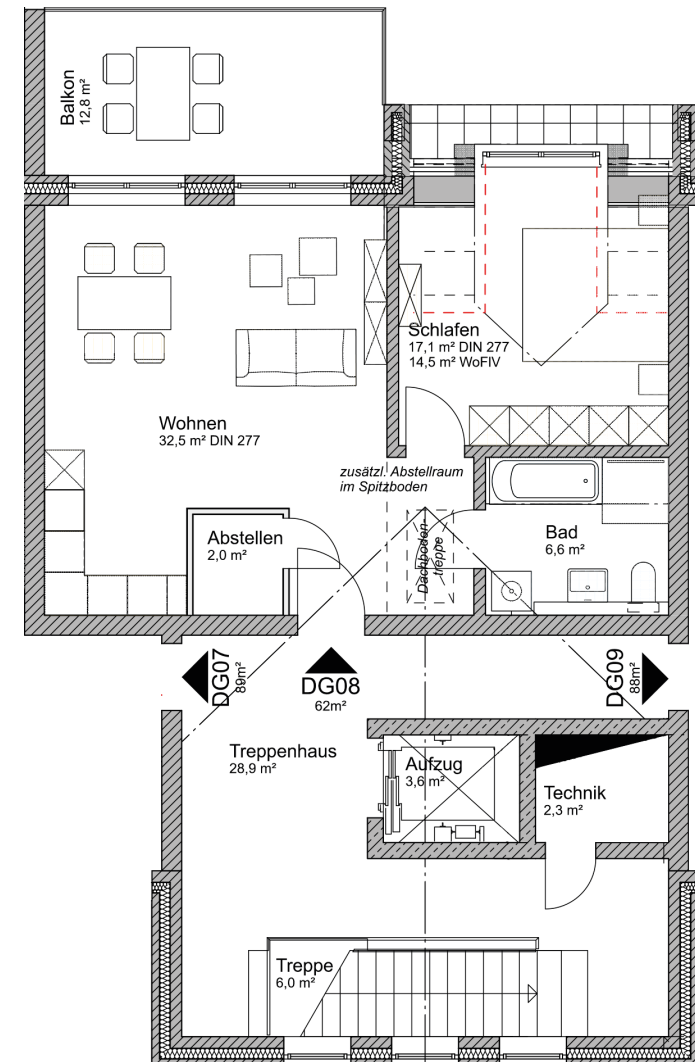 Balkon
12,8 m²
Schlafen
17,1 m² DIN 277
14,5 m² WoFIV
Wohnen
32,5 m² DIN 277
zusätzl. Abstellraum
im Spitzboden
Abstellen
2,0 m²
Dachboden-
treppe
Bad
6,6 m²
DG07
89m²
DG08
62m²
DG09
88m²
Treppenhaus
28,9 m²
Aufzug
3,6 m²
Technik
2,3 m²
Treppe
6,0 m²